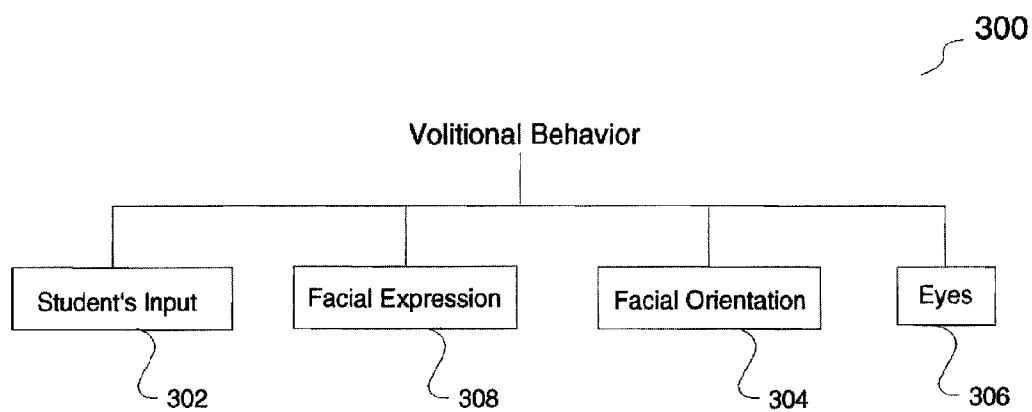 300
Volitional Behavior
Student's Input
Facial Expression
Facial Orientation
Eyes
302
308
304
306